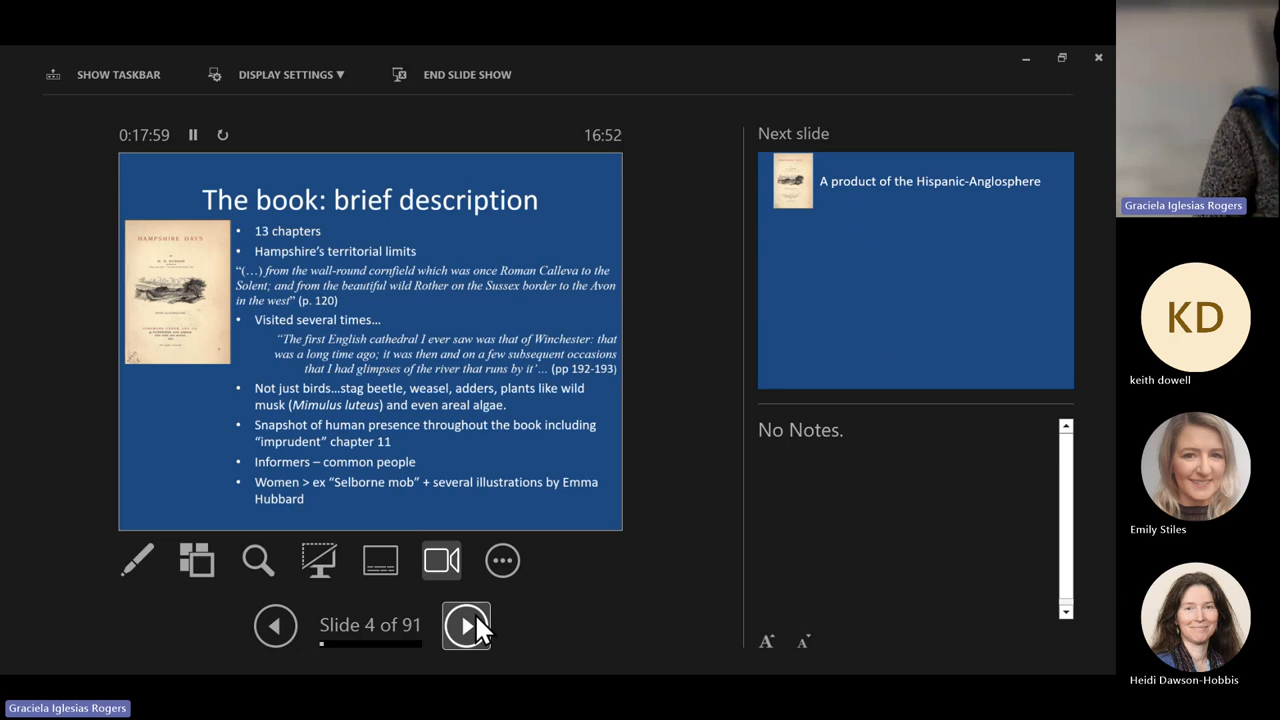 SHOW TASKBAR
DISPLAY SETTINGS ▼
END SLIDE SHOW
0:17:59
16:52
The book: brief description
HAMPSHIRE DAYS
• 13 chapters
• Hampshire's territorial limits
"(…) from the wall-round cornfield which was once Roman Calleva to the
Solent; and from the beautiful wild Rother on the Sussex border to the Avon
in the west" (p. 120)
• Visited several times…
"The first English cathedral I ever saw was that of Winchester: that
was a long time ago; it was then and on a few subsequent occasions
that I had glimpses of the river that runs by it'… (pp 192-193)
• Not just birds…stag beetle, weasel, adders, plants like wild
musk (Mimulus luteus) and even areal algae.
• Snapshot of human presence throughout the book including
"imprudent" chapter 11
• Informers – common people
• Women > ex "Selborne mob" + several illustrations by Emma
Hubbard
Slide 4 of 91
Next slide
A product of the Hispanic-Anglosphere
No Notes.
A A
Graciela Iglesias Rogers
KD
keith dowell
Emily Stiles
Heidi Dawson-Hobbis
Graciela Iglesias Rogers